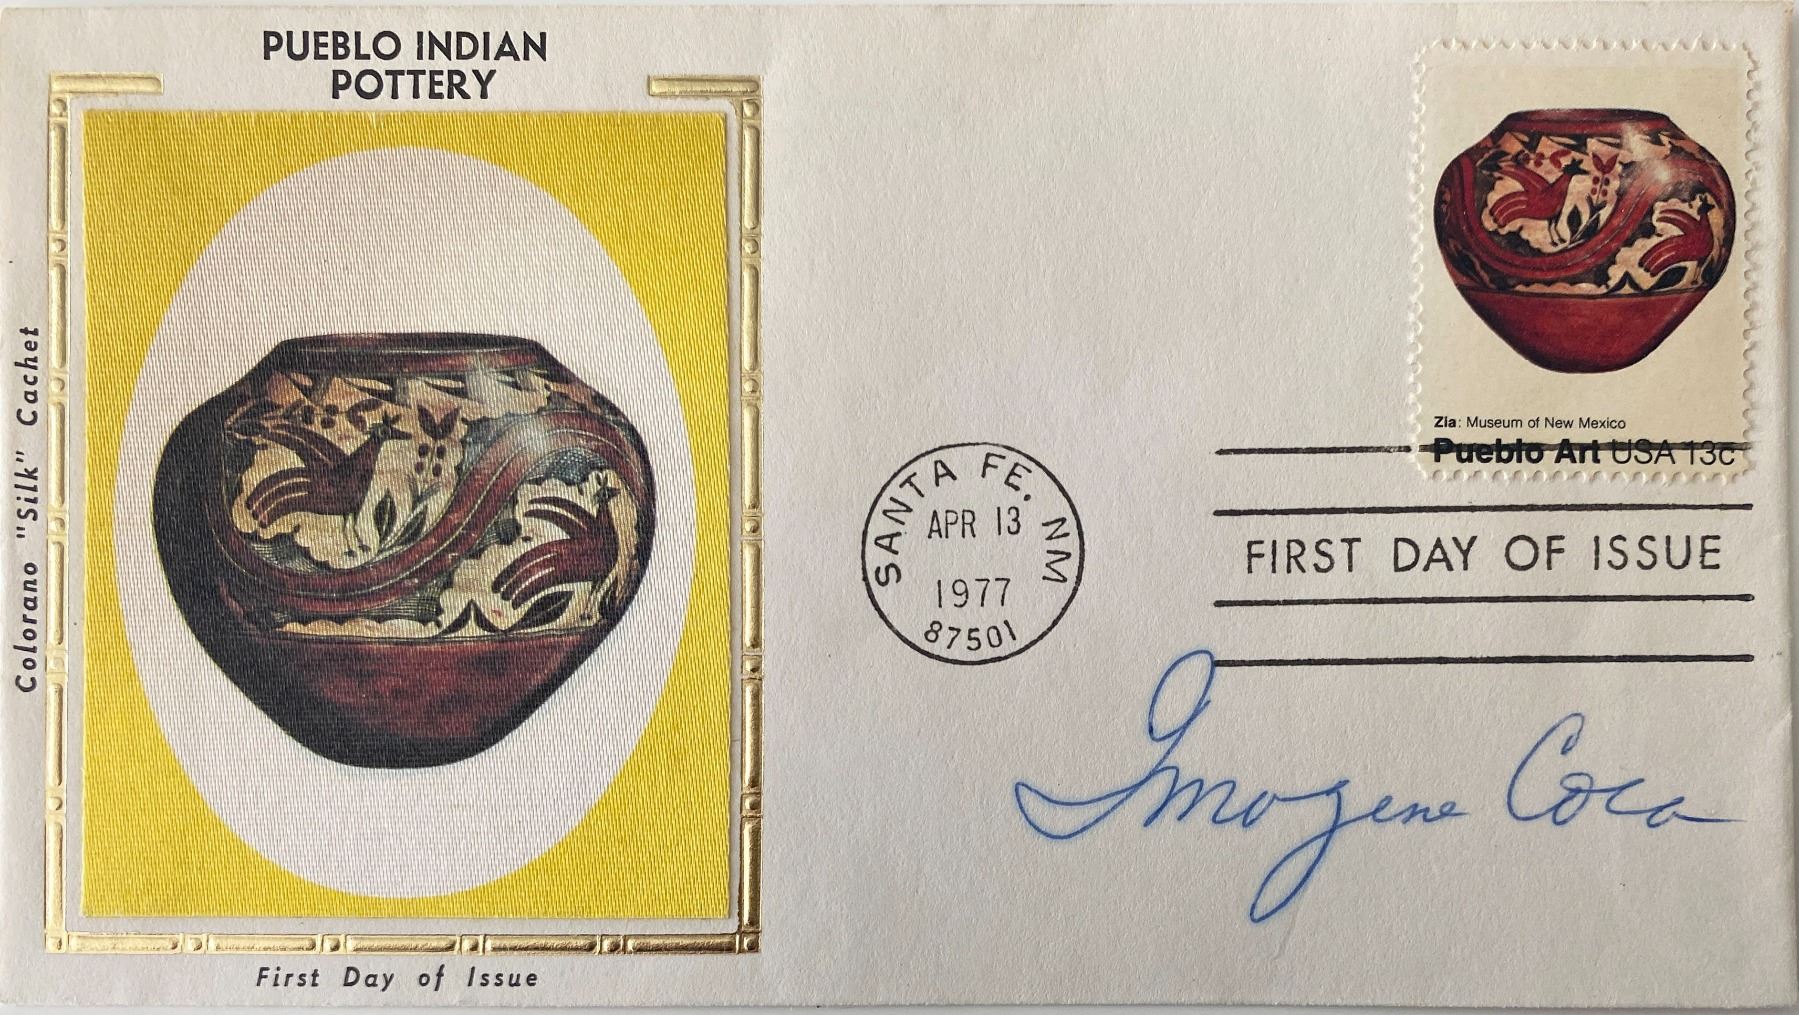 PUEBLO INDIAN
POTTERY
Colorano "Silk" Cachet
First Day of Issue
SANTA FE. NM
APR 13
1977
87501
Zia: Museum of New Mexico
Pueblo Art USA 13c
FIRST DAY OF ISSUE
Imogene Coca